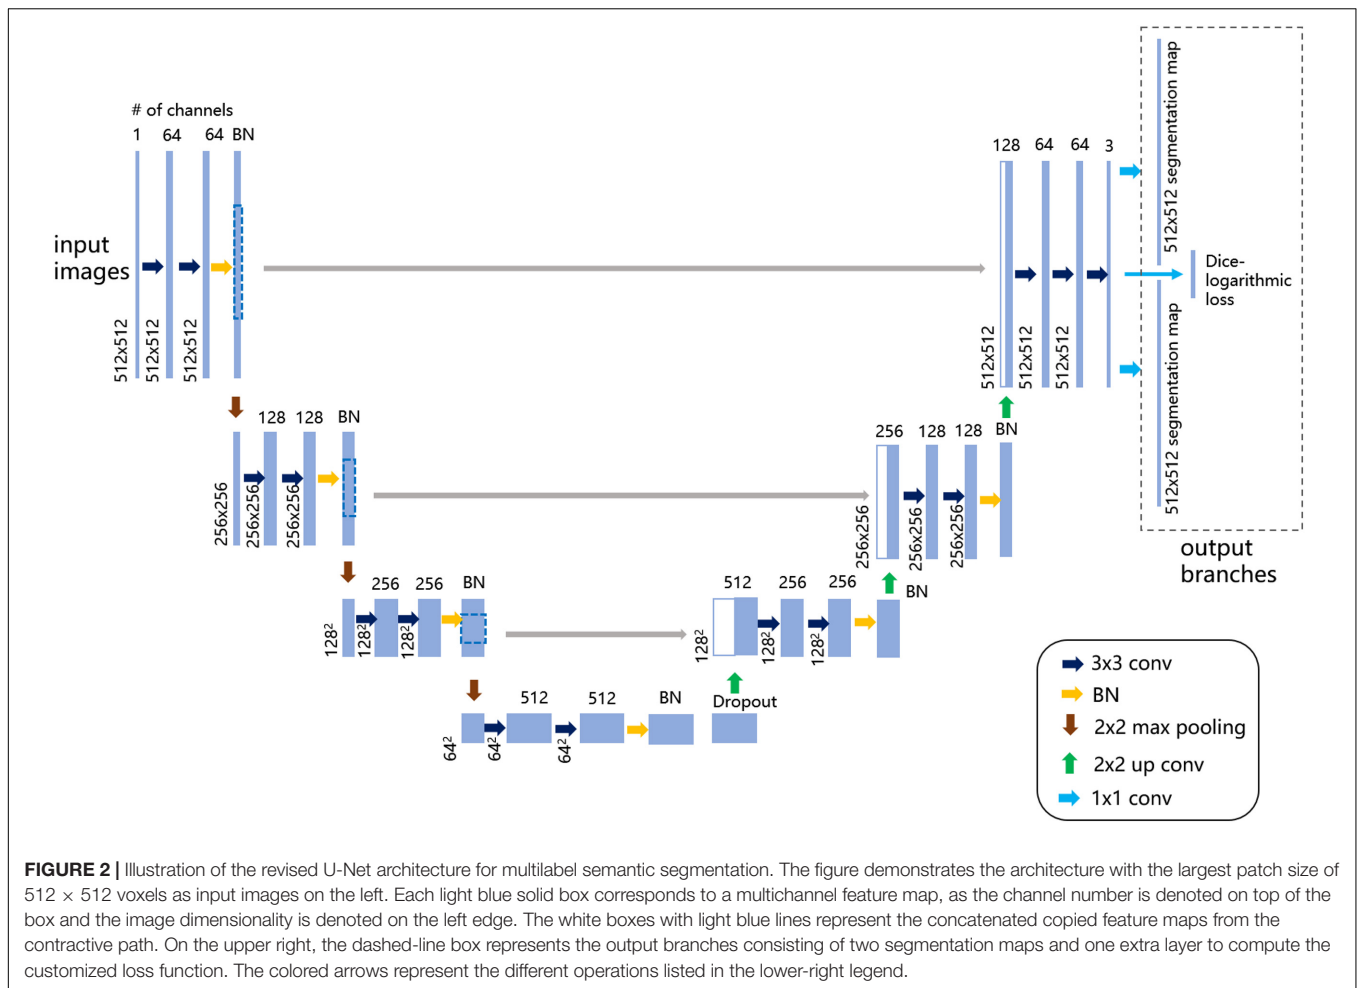 # of channels
1 64 64 BN
input
images
512x512 512x512 512x512
128 64 64 3
512x512 512x512 512x512
512x512 segmentation map
Dice-
logarithmic
loss
512x512 segmentation map
output
branches
128 128 BN
256x256 256x256 256x256
256 128 128 BN
256x256 256x256 256x256
256 256 BN
128² 128² 128²
512 256 256 BN
128² 128² 128²
512 512 BN Dropout
64² 64² 64²
3x3 conv
BN
2x2 max pooling
2x2 up conv
1x1 conv
FIGURE 2 | Illustration of the revised U-Net architecture for multilabel semantic segmentation. The figure demonstrates the architecture with the largest patch size of
512 × 512 voxels as input images on the left. Each light blue solid box corresponds to a multichannel feature map, as the channel number is denoted on top of the
box and the image dimensionality is denoted on the left edge. The white boxes with light blue lines represent the concatenated copied feature maps from the
contractive path. On the upper right, the dashed-line box represents the output branches consisting of two segmentation maps and one extra layer to compute the
customized loss function. The colored arrows represent the different operations listed in the lower-right legend.